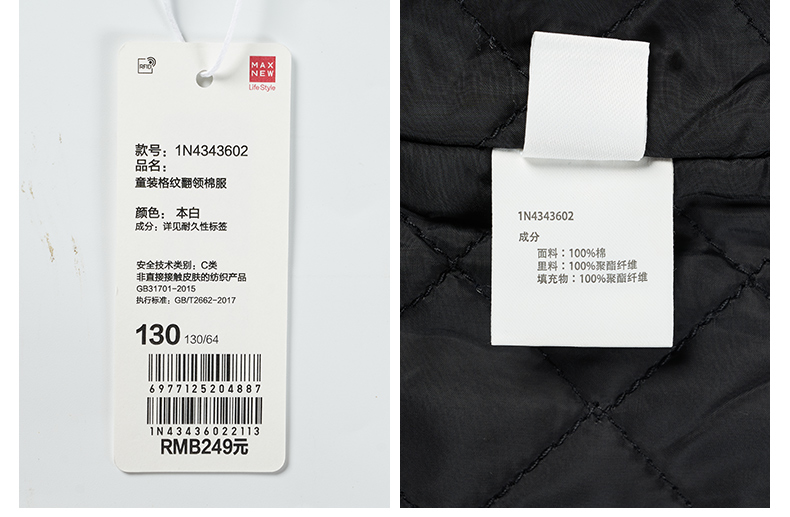 RFID
MAX
NEW
Life Style
款号：1N4343602
品名：
童装格纹翻领棉服
颜色：本白
成分：详见耐久性标签
安全技术类别：C类
非直接接触皮肤的纺织产品
GB31701-2015
执行标准：GB/T2662-2017
130 130/64
6977125204887
1N43436022113
RMB249元
1N4343602
成分
面料：100%棉
里料：100%聚酯纤维
填充物：100%聚酯纤维